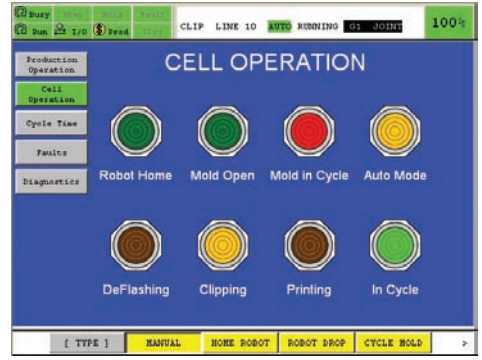 Busy Step Hold Fault
Run I/O Prod TCyc
CLIP LINE 10 AUTO RUNNING G1 JOINT
100%
Production
Operation
Cell
Operation
Cycle Time
Faults
Diagnostics
CELL OPERATION
Robot Home Mold Open Mold in Cycle Auto Mode
DeFlashing Clipping Printing In Cycle
[ TYPE ] MANUAL HOME ROBOT ROBOT DROP CYCLE MOLD >